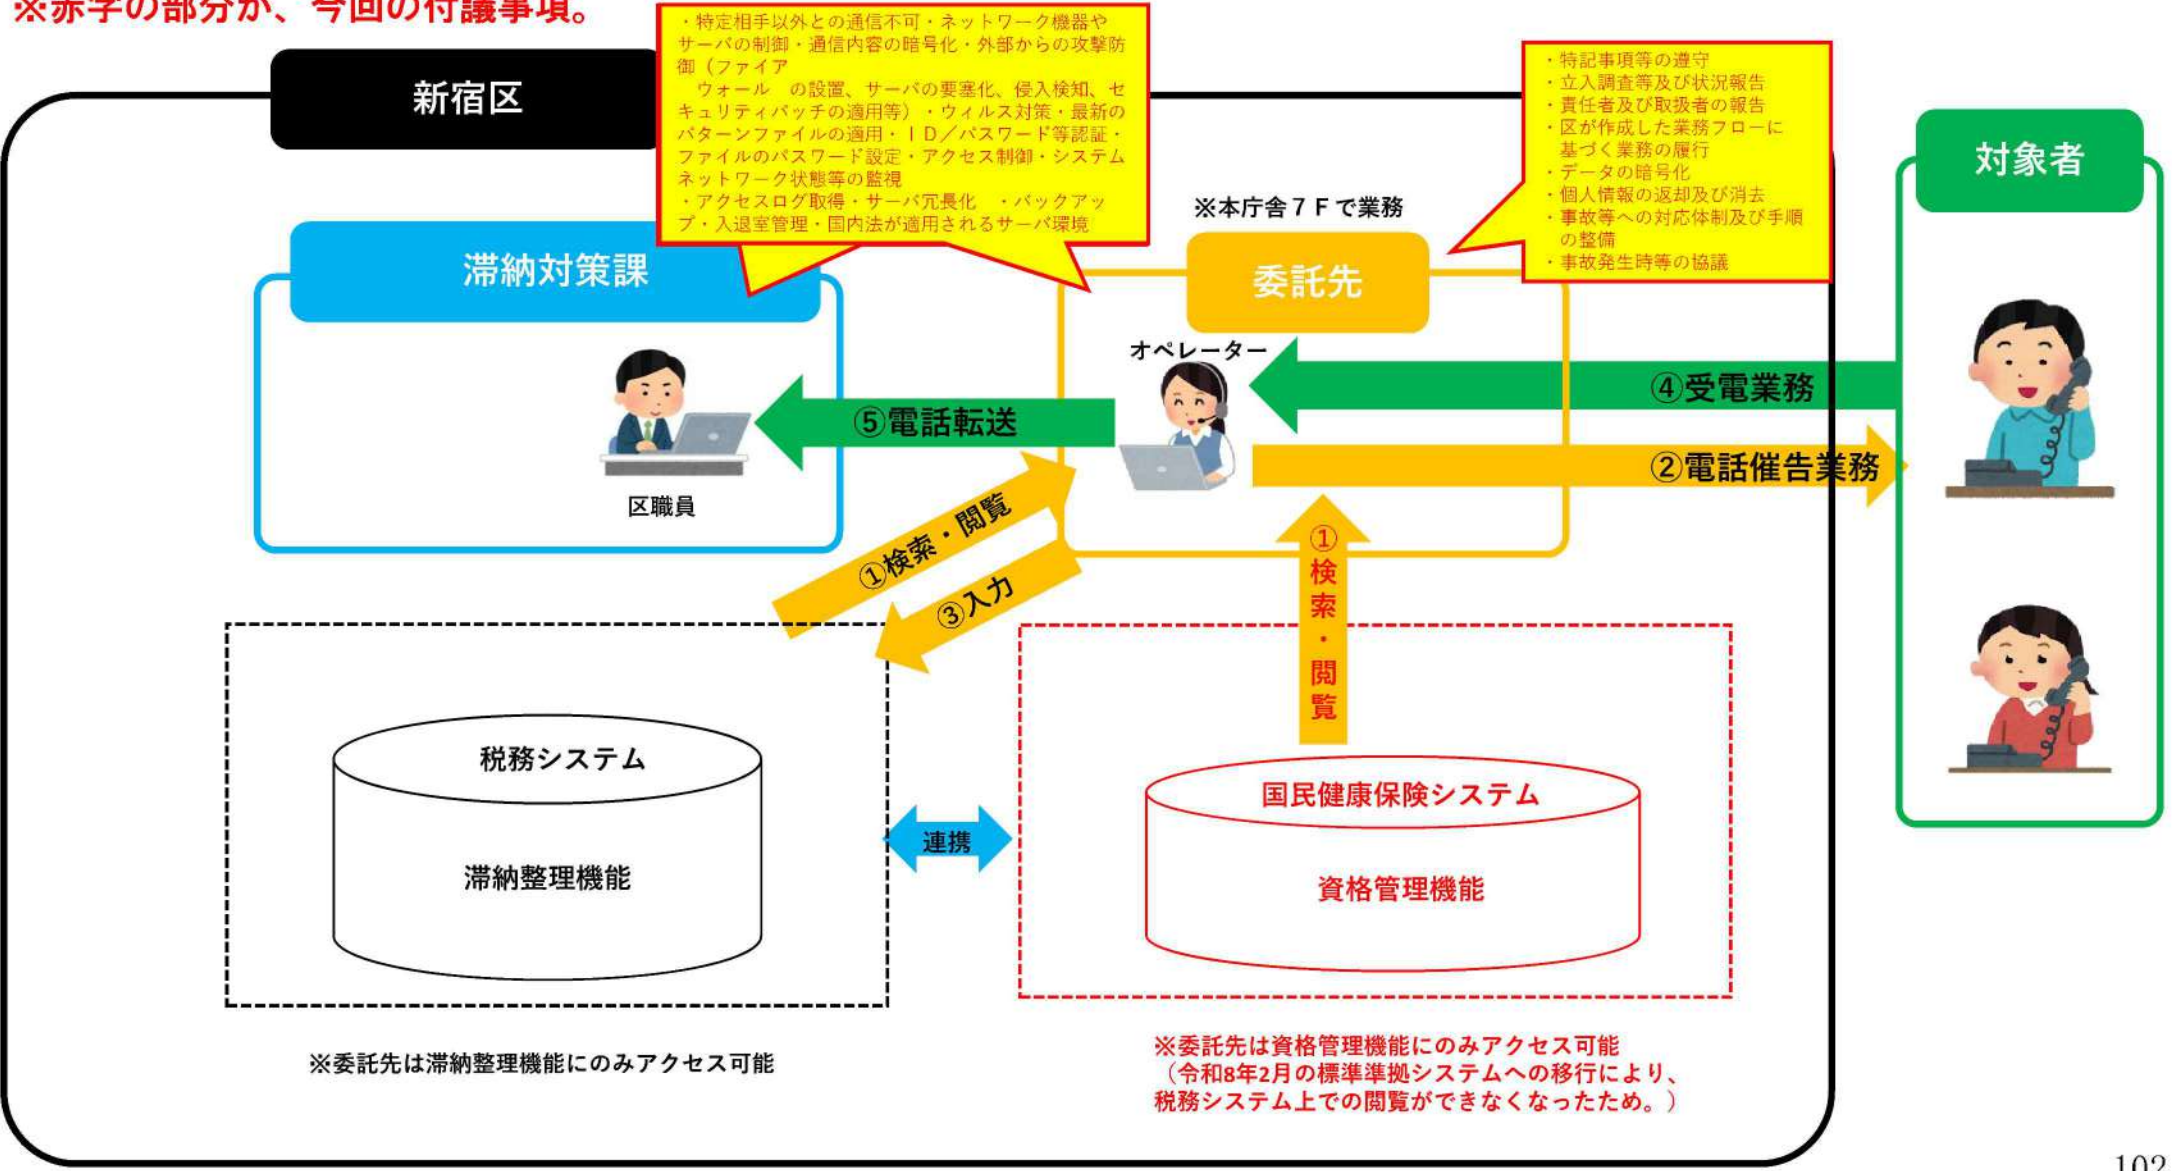 ※赤字の部分が、今回の付議事項。
新宿区
・特定相手以外との通信不可・ネットワーク機器や
サーバの制御・通信内容の暗号化・外部からの攻撃防
御（ファイア
ウォール の設置、サーバの要塞化、侵入検知、セ
キュリティパッチの適用等）・ウィルス対策・最新の
パターンファイルの適用・ＩＤ／パスワード等認証・
ファイルのパスワード設定・アクセス制御・システム
ネットワーク状態等の監視
・アクセスログ取得・サーバ冗長化 ・バックアッ
プ・入退室管理・国内法が適用されるサーバ環境
・特記事項等の遵守
・立入調査等及び状況報告
・責任者及び取扱者の報告
・区が作成した業務フローに
基づく業務の履行
・データの暗号化
・個人情報の返却及び消去
・事故等への対応体制及び手順
の整備
・事故発生時等の協議
対象者
※本庁舎７Ｆで業務
滞納対策課
委託先
オペレーター
④受電業務
⑤電話転送
②電話催告業務
区職員
①検索・閲覧
③入力
①検索・閲覧
税務システム
滞納整理機能
連携
国民健康保険システム
資格管理機能
※委託先は滞納整理機能にのみアクセス可能
※委託先は資格管理機能にのみアクセス可能
（令和8年2月の標準準拠システムへの移行により、
税務システム上での閲覧ができなくなったため。）
102